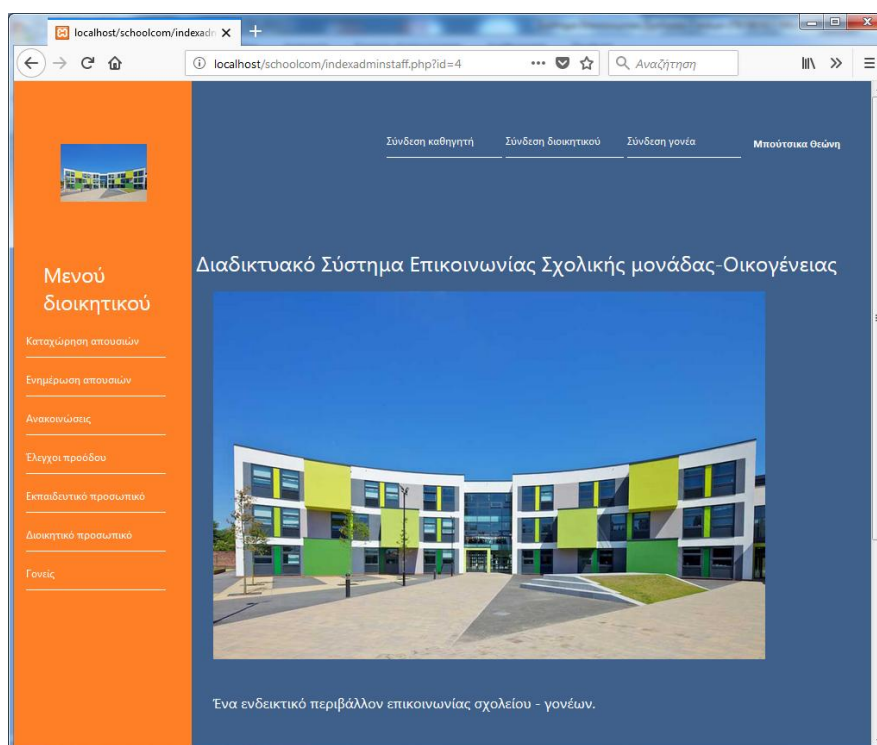 localhost/schoolcom/indexadn
localhost/schoolcom/indexadminstaff.php?id=4
Αναζήτηση
Σύνδεση καθηγητή
Σύνδεση διοικητικού
Σύνδεση γονέα
Μπούτσικα Θεώνη
Διαδικτυακό Σύστημα Επικοινωνίας Σχολικής μονάδας-Οικογένειας
Μενού
διοικητικού
Καταχώρηση απουσιών
Ενημέρωση απουσιών
Ανακοινώσεις
Έλεγχοι προόδου
Εκπαιδευτικό προσωπικό
Διοικητικό προσωπικό
Γονείς
Ένα ενδεικτικό περιβάλλον επικοινωνίας σχολείου - γονέων.